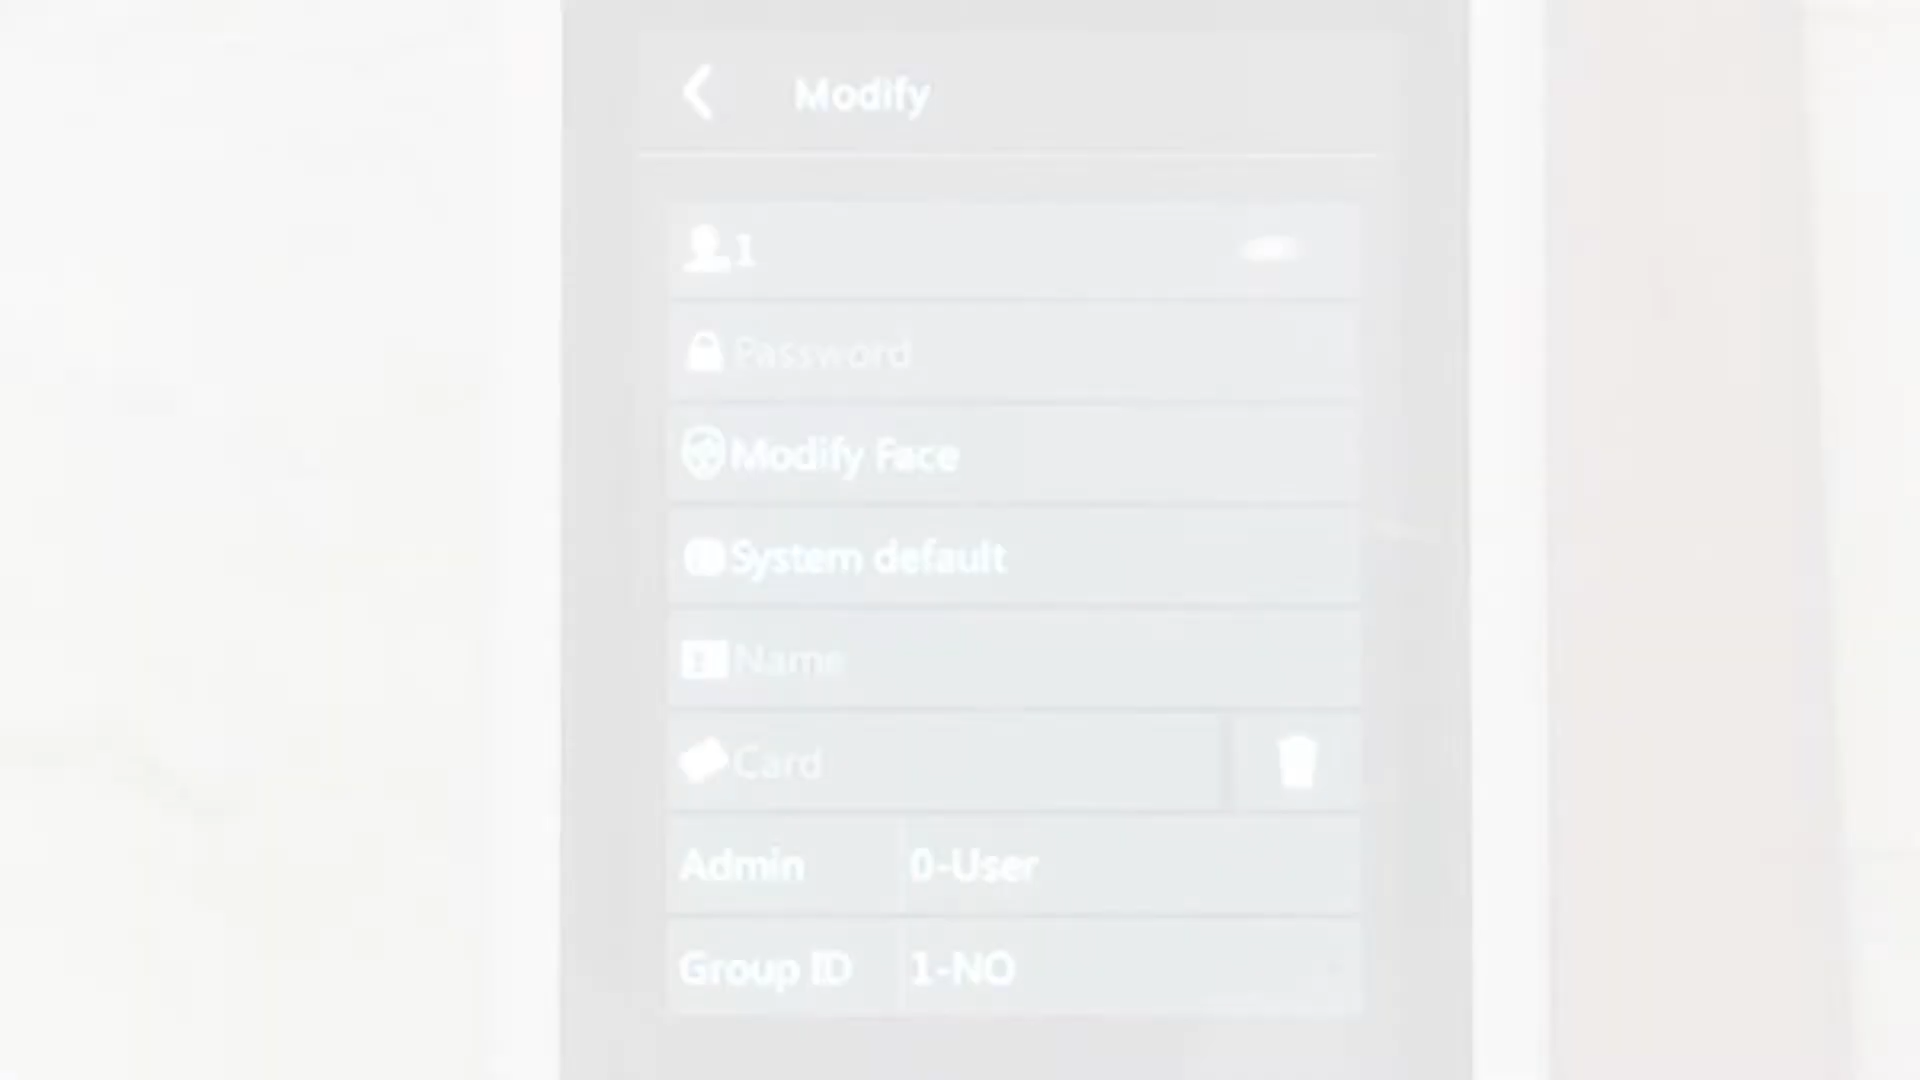 Modify
1
Password
Modify Face
System default
Name
Card
Admin 0-User
Group ID 1-NO